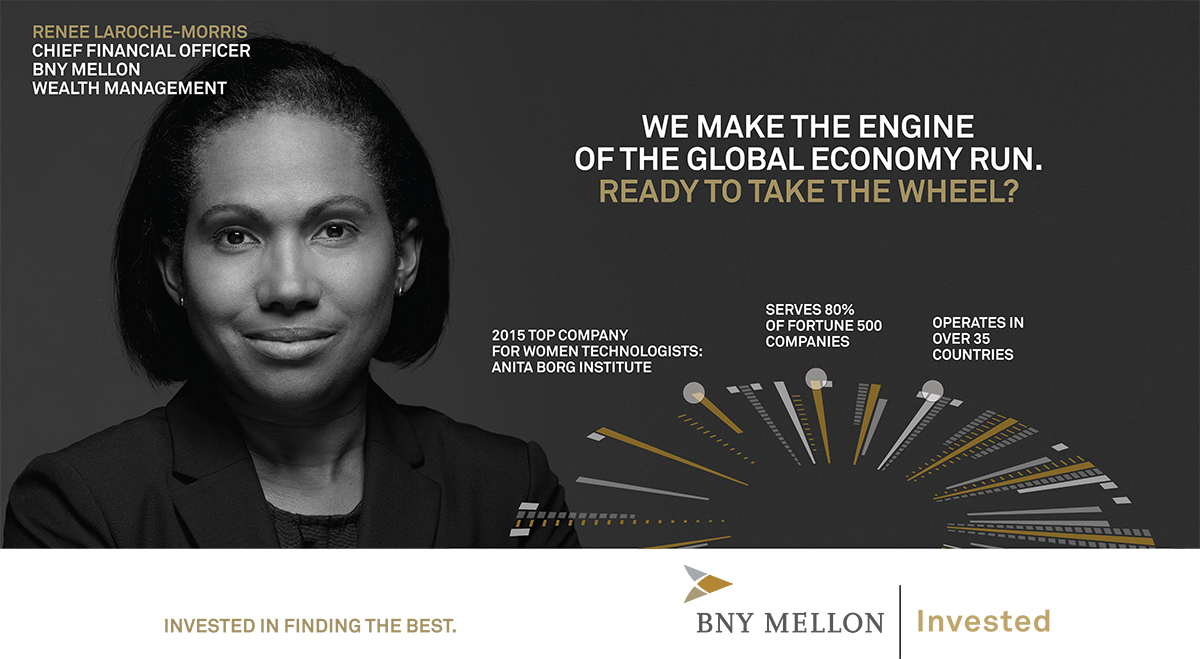 RENEE LAROCHE-MORRIS
CHIEF FINANCIAL OFFICER
BNY MELLON
WEALTH MANAGEMENT
WE MAKE THE ENGINE
OF THE GLOBAL ECONOMY RUN.
READY TO TAKE THE WHEEL?
2015 TOP COMPANY
FOR WOMEN TECHNOLOGISTS:
ANITA BORG INSTITUTE
SERVES 80%
OF FORTUNE 500
COMPANIES
OPERATES IN
OVER 35
COUNTRIES
INVESTED IN FINDING THE BEST.
BNY MELLON
Invested